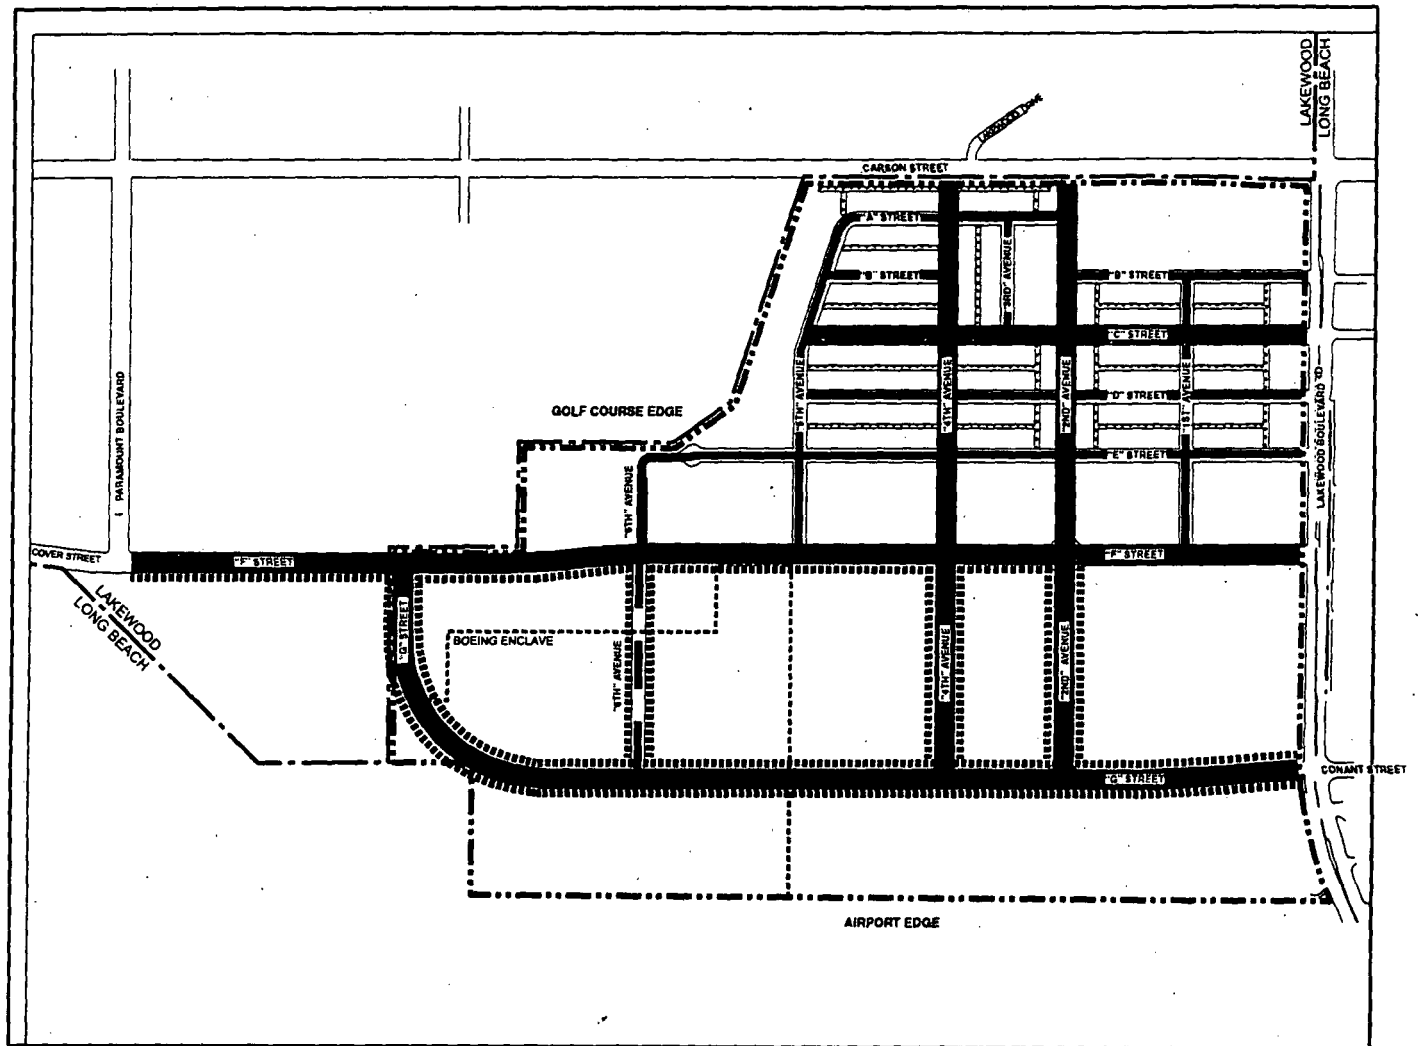 LAKEWOOD
LONG BEACH
CARSON STREET
"A" STREET
"3RD" AVENUE
"B" STREET
"B" STREET
"C" STREET
PARAMOUNT BOULEVARD
GOLF COURSE EDGE
"5TH" AVENUE
"4TH" AVENUE
"2ND" AVENUE
"D" STREET
"1ST" AVENUE
LAKEWOOD BOULEVARD
"E" STREET
"6TH" AVENUE
COVER STREET
"F" STREET
"F" STREET
LAKEWOOD
LONG BEACH
"G" STREET
BOEING ENCLAVE
"6TH" AVENUE
"4TH" AVENUE
"2ND" AVENUE
"G" STREET
CONANT STREET
AIRPORT EDGE